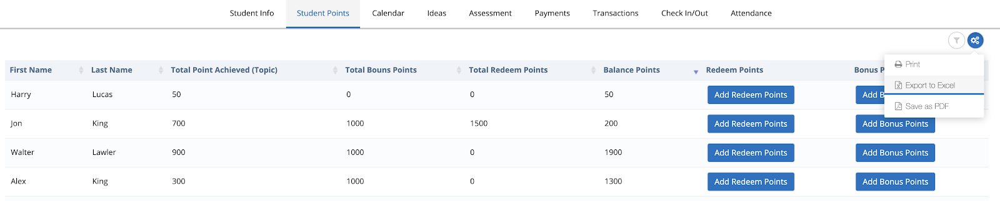 Student Info Student Points Calendar Ideas Assessment Payments Transactions Check In/Out Attendance
First Name Last Name Total Point Achieved (Topic) Total Bouns Points Total Redeem Points Balance Points Redeem Points Bonus P
Print
Export to Excel
Save as PDF
Harry Lucas 50 0 0 50 Add Redeem Points Add B
Jon King 700 1000 1500 200 Add Redeem Points Add Bonus Points
Walter Lawler 900 1000 0 1900 Add Redeem Points Add Bonus Points
Alex King 300 1000 0 1300 Add Redeem Points Add Bonus Points